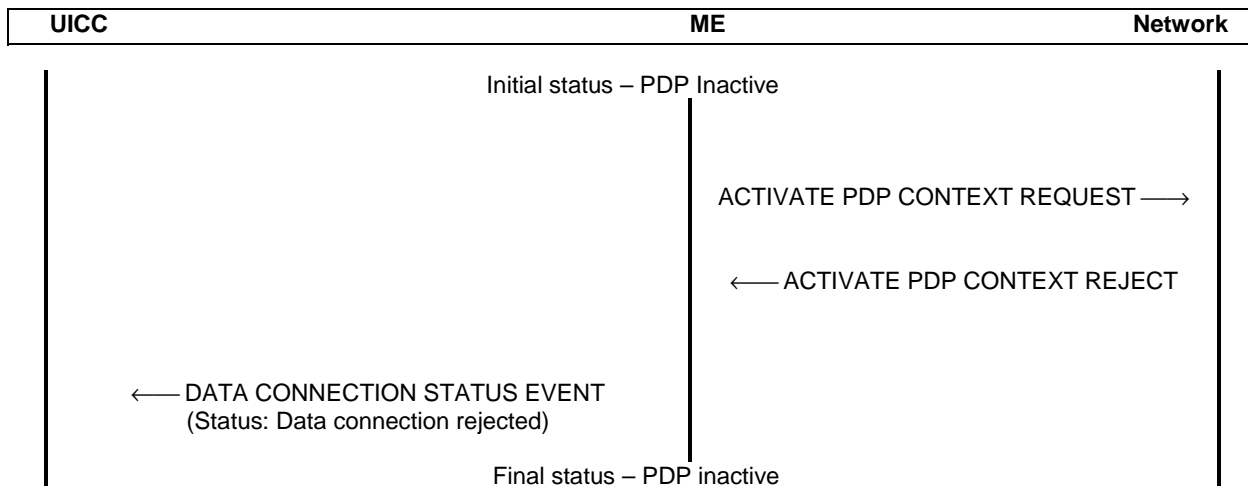 UICC ME Network
Initial status – PDP Inactive
ACTIVATE PDP CONTEXT REQUEST ⟶
⟵ ACTIVATE PDP CONTEXT REJECT
⟵ DATA CONNECTION STATUS EVENT
(Status: Data connection rejected)
Final status – PDP inactive